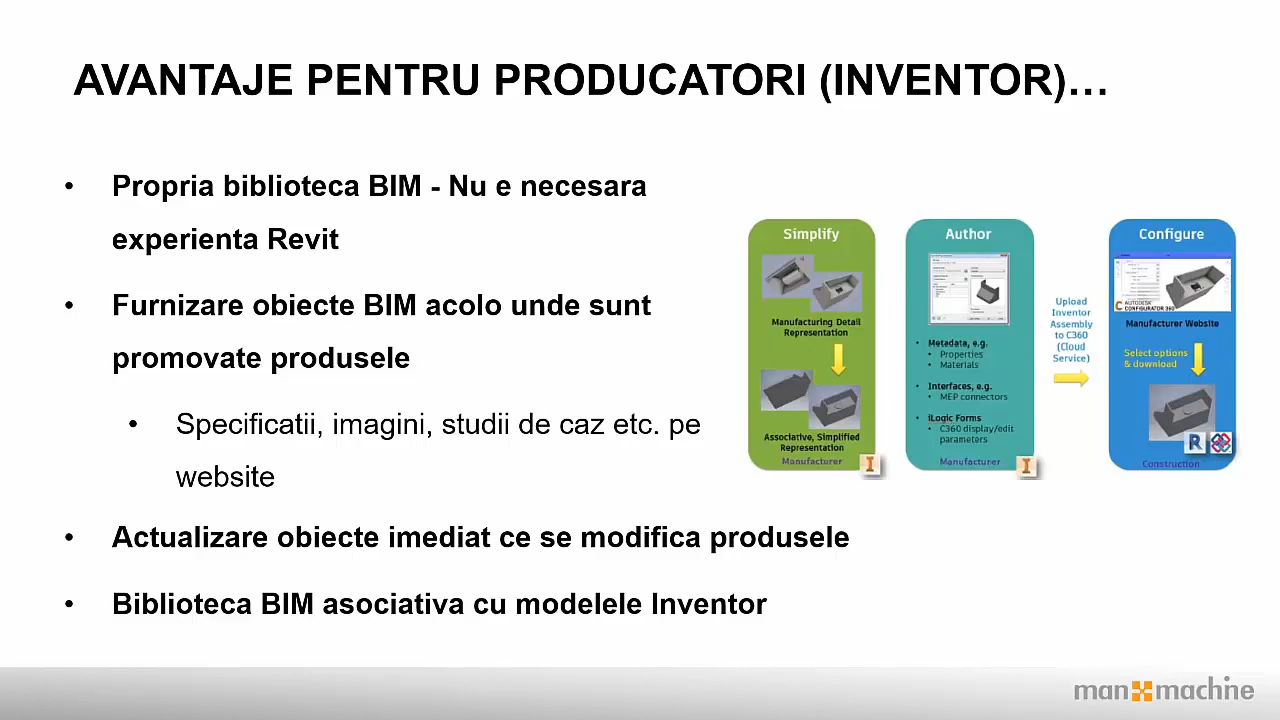 AVANTAJE PENTRU PRODUCATORI (INVENTOR)…
• Propria biblioteca BIM - Nu e necesara
experienta Revit
• Furnizare obiecte BIM acolo unde sunt
promovate produsele
• Specificatii, imagini, studii de caz etc. pe
website
• Actualizare obiecte imediat ce se modifica produsele
• Biblioteca BIM asociativa cu modelele Inventor
Simplify
Manufacturing Detail
Representation
Associative, Simplified
Representation
Manufacturer
I
Author
• Metadata, e.g.
• Properties
• Materials
• Interfaces, e.g.
• MEP connectors
• iLogic Forms
• C360 display/edit
parameters
Manufacturer
I
Upload
Inventor
Assembly
to C360
(Cloud
Service)
Configure
AUTODESK
CONFIGURATOR 360
Manufacturer Website
Select options
& download
R
Construction
man machine